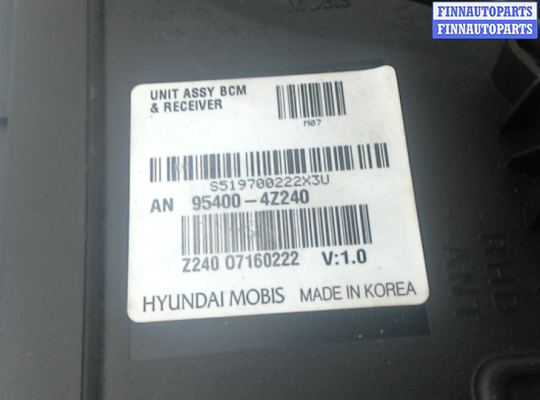 FINNAUTOPARTS
FINNAUTOPARTS
MOBIS
UNIT ASSY BCM
& RECEIVER
M07
S519700222X3U
AN 95400-4Z240
Z240 07160222 V:1.0
HYUNDAI MOBIS MADE IN KOREA
RHD
ANT